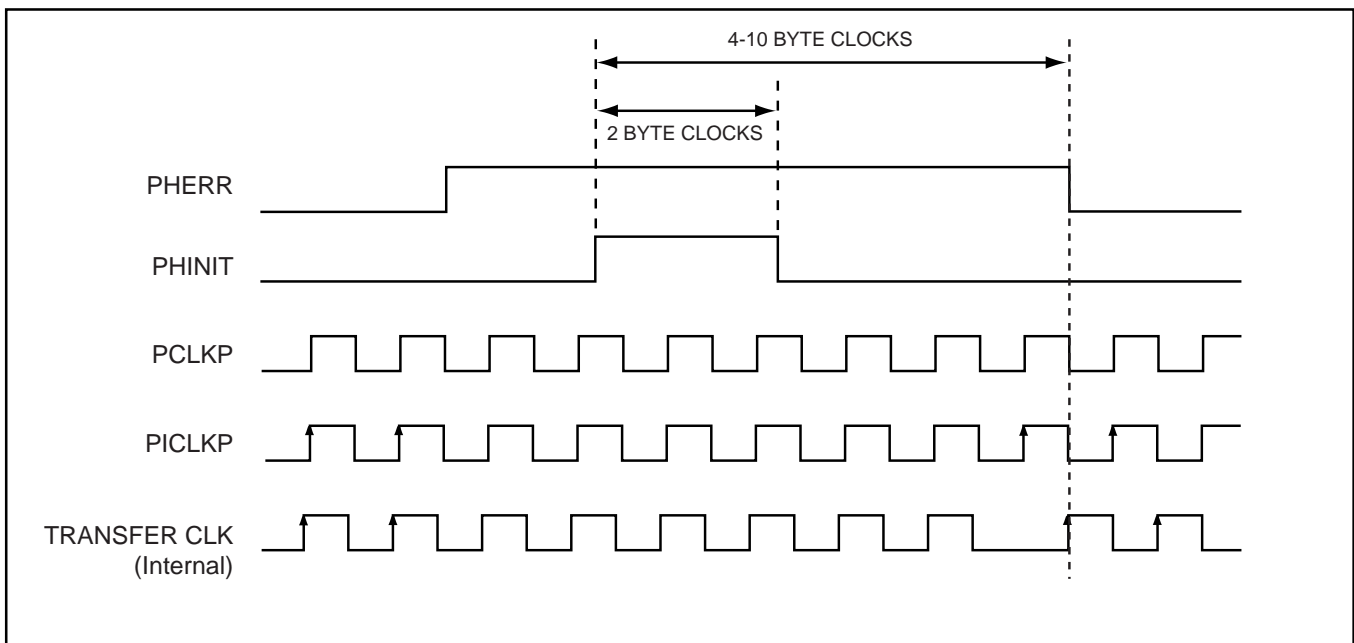 4-10 BYTE CLOCKS
2 BYTE CLOCKS
PHERR
PHINIT
PCLKP
PICLKP
TRANSFER CLK
(Internal)